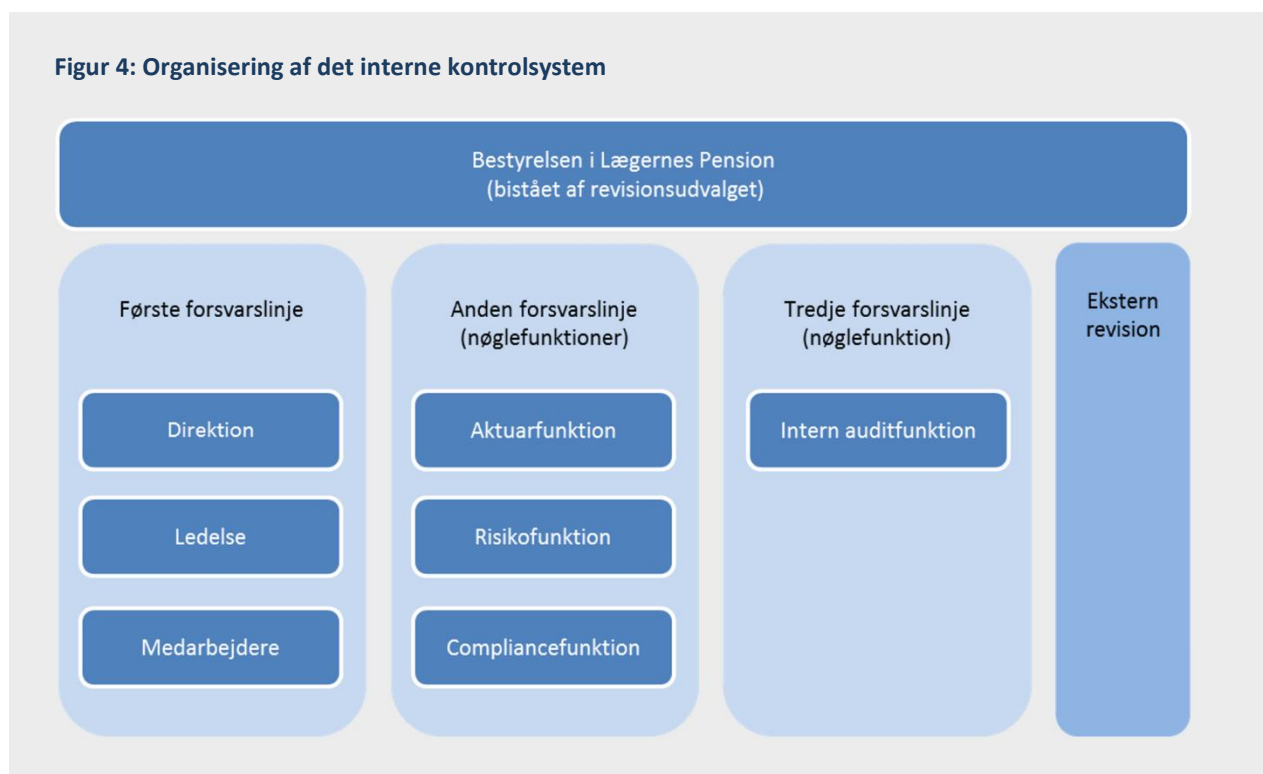 Figur 4: Organisering af det interne kontrolsystem
Bestyrelsen i Lægernes Pension
(bistået af revisionsudvalget)
Første forsvarslinje
Direktion
Ledelse
Medarbejdere
Anden forsvarslinje
(nøglefunktioner)
Aktuarfunktion
Risikofunktion
Compliancefunktion
Tredje forsvarslinje
(nøglefunktion)
Intern auditfunktion
Ekstern
revision